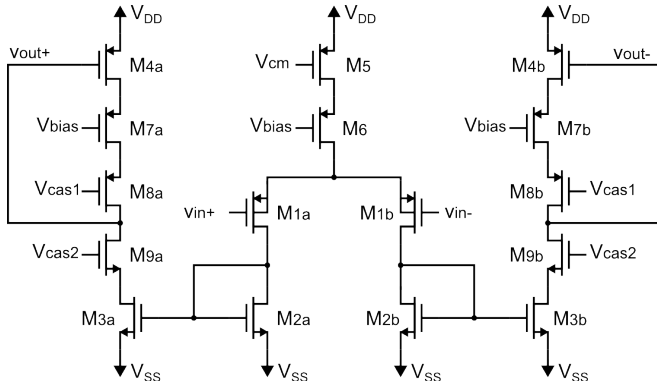 VDD VDD VDD
vout+ M4a Vcm M5 M4b vout-
Vbias M7a Vbias M6 Vbias M7b
Vcas1 M8a M8b Vcas1
vin+ M1a M1b vin-
Vcas2 M9a M9b Vcas2
M3a M2a M2b M3b
VSS VSS VSS VSS